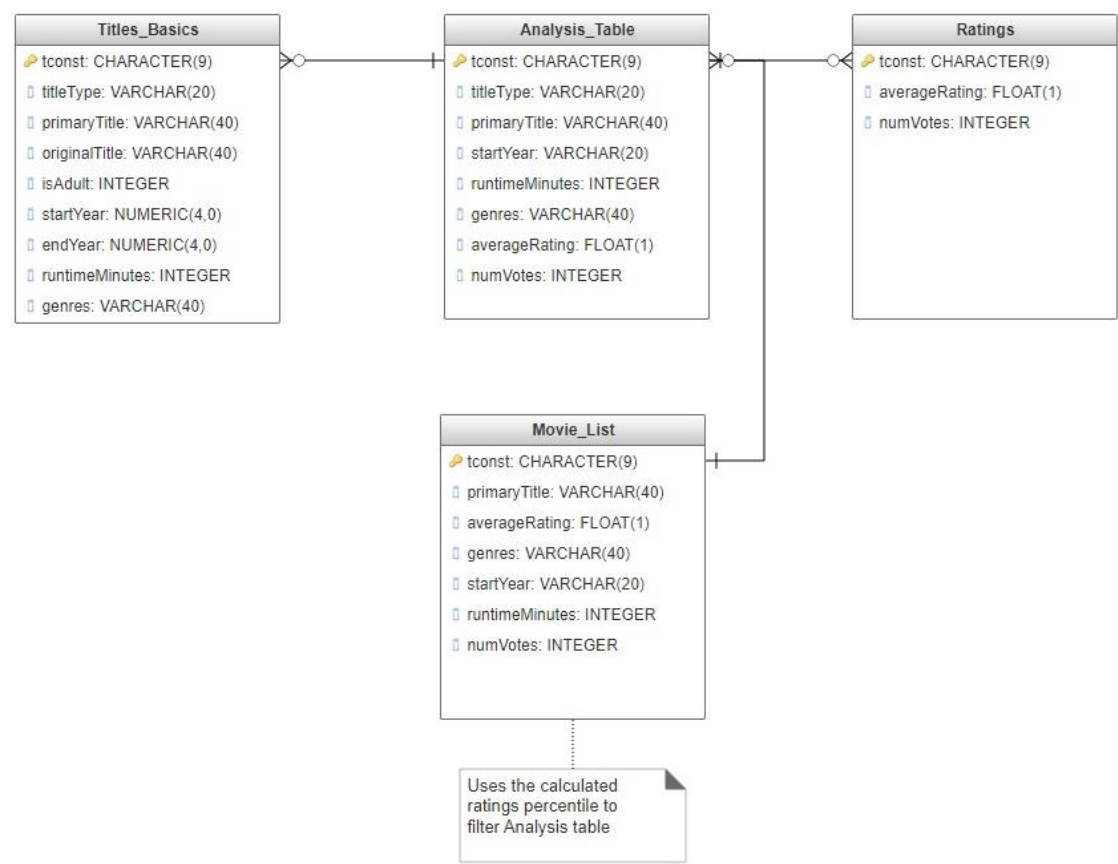 Titles_Basics
tconst: CHARACTER(9)
titleType: VARCHAR(20)
primaryTitle: VARCHAR(40)
originalTitle: VARCHAR(40)
isAdult: INTEGER
startYear: NUMERIC(4,0)
endYear: NUMERIC(4,0)
runtimeMinutes: INTEGER
genres: VARCHAR(40)
Analysis_Table
tconst: CHARACTER(9)
titleType: VARCHAR(20)
primaryTitle: VARCHAR(40)
startYear: VARCHAR(20)
runtimeMinutes: INTEGER
genres: VARCHAR(40)
averageRating: FLOAT(1)
numVotes: INTEGER
Ratings
tconst: CHARACTER(9)
averageRating: FLOAT(1)
numVotes: INTEGER
Movie_List
tconst: CHARACTER(9)
primaryTitle: VARCHAR(40)
averageRating: FLOAT(1)
genres: VARCHAR(40)
startYear: VARCHAR(20)
runtimeMinutes: INTEGER
numVotes: INTEGER
Uses the calculated
ratings percentile to
filter Analysis table